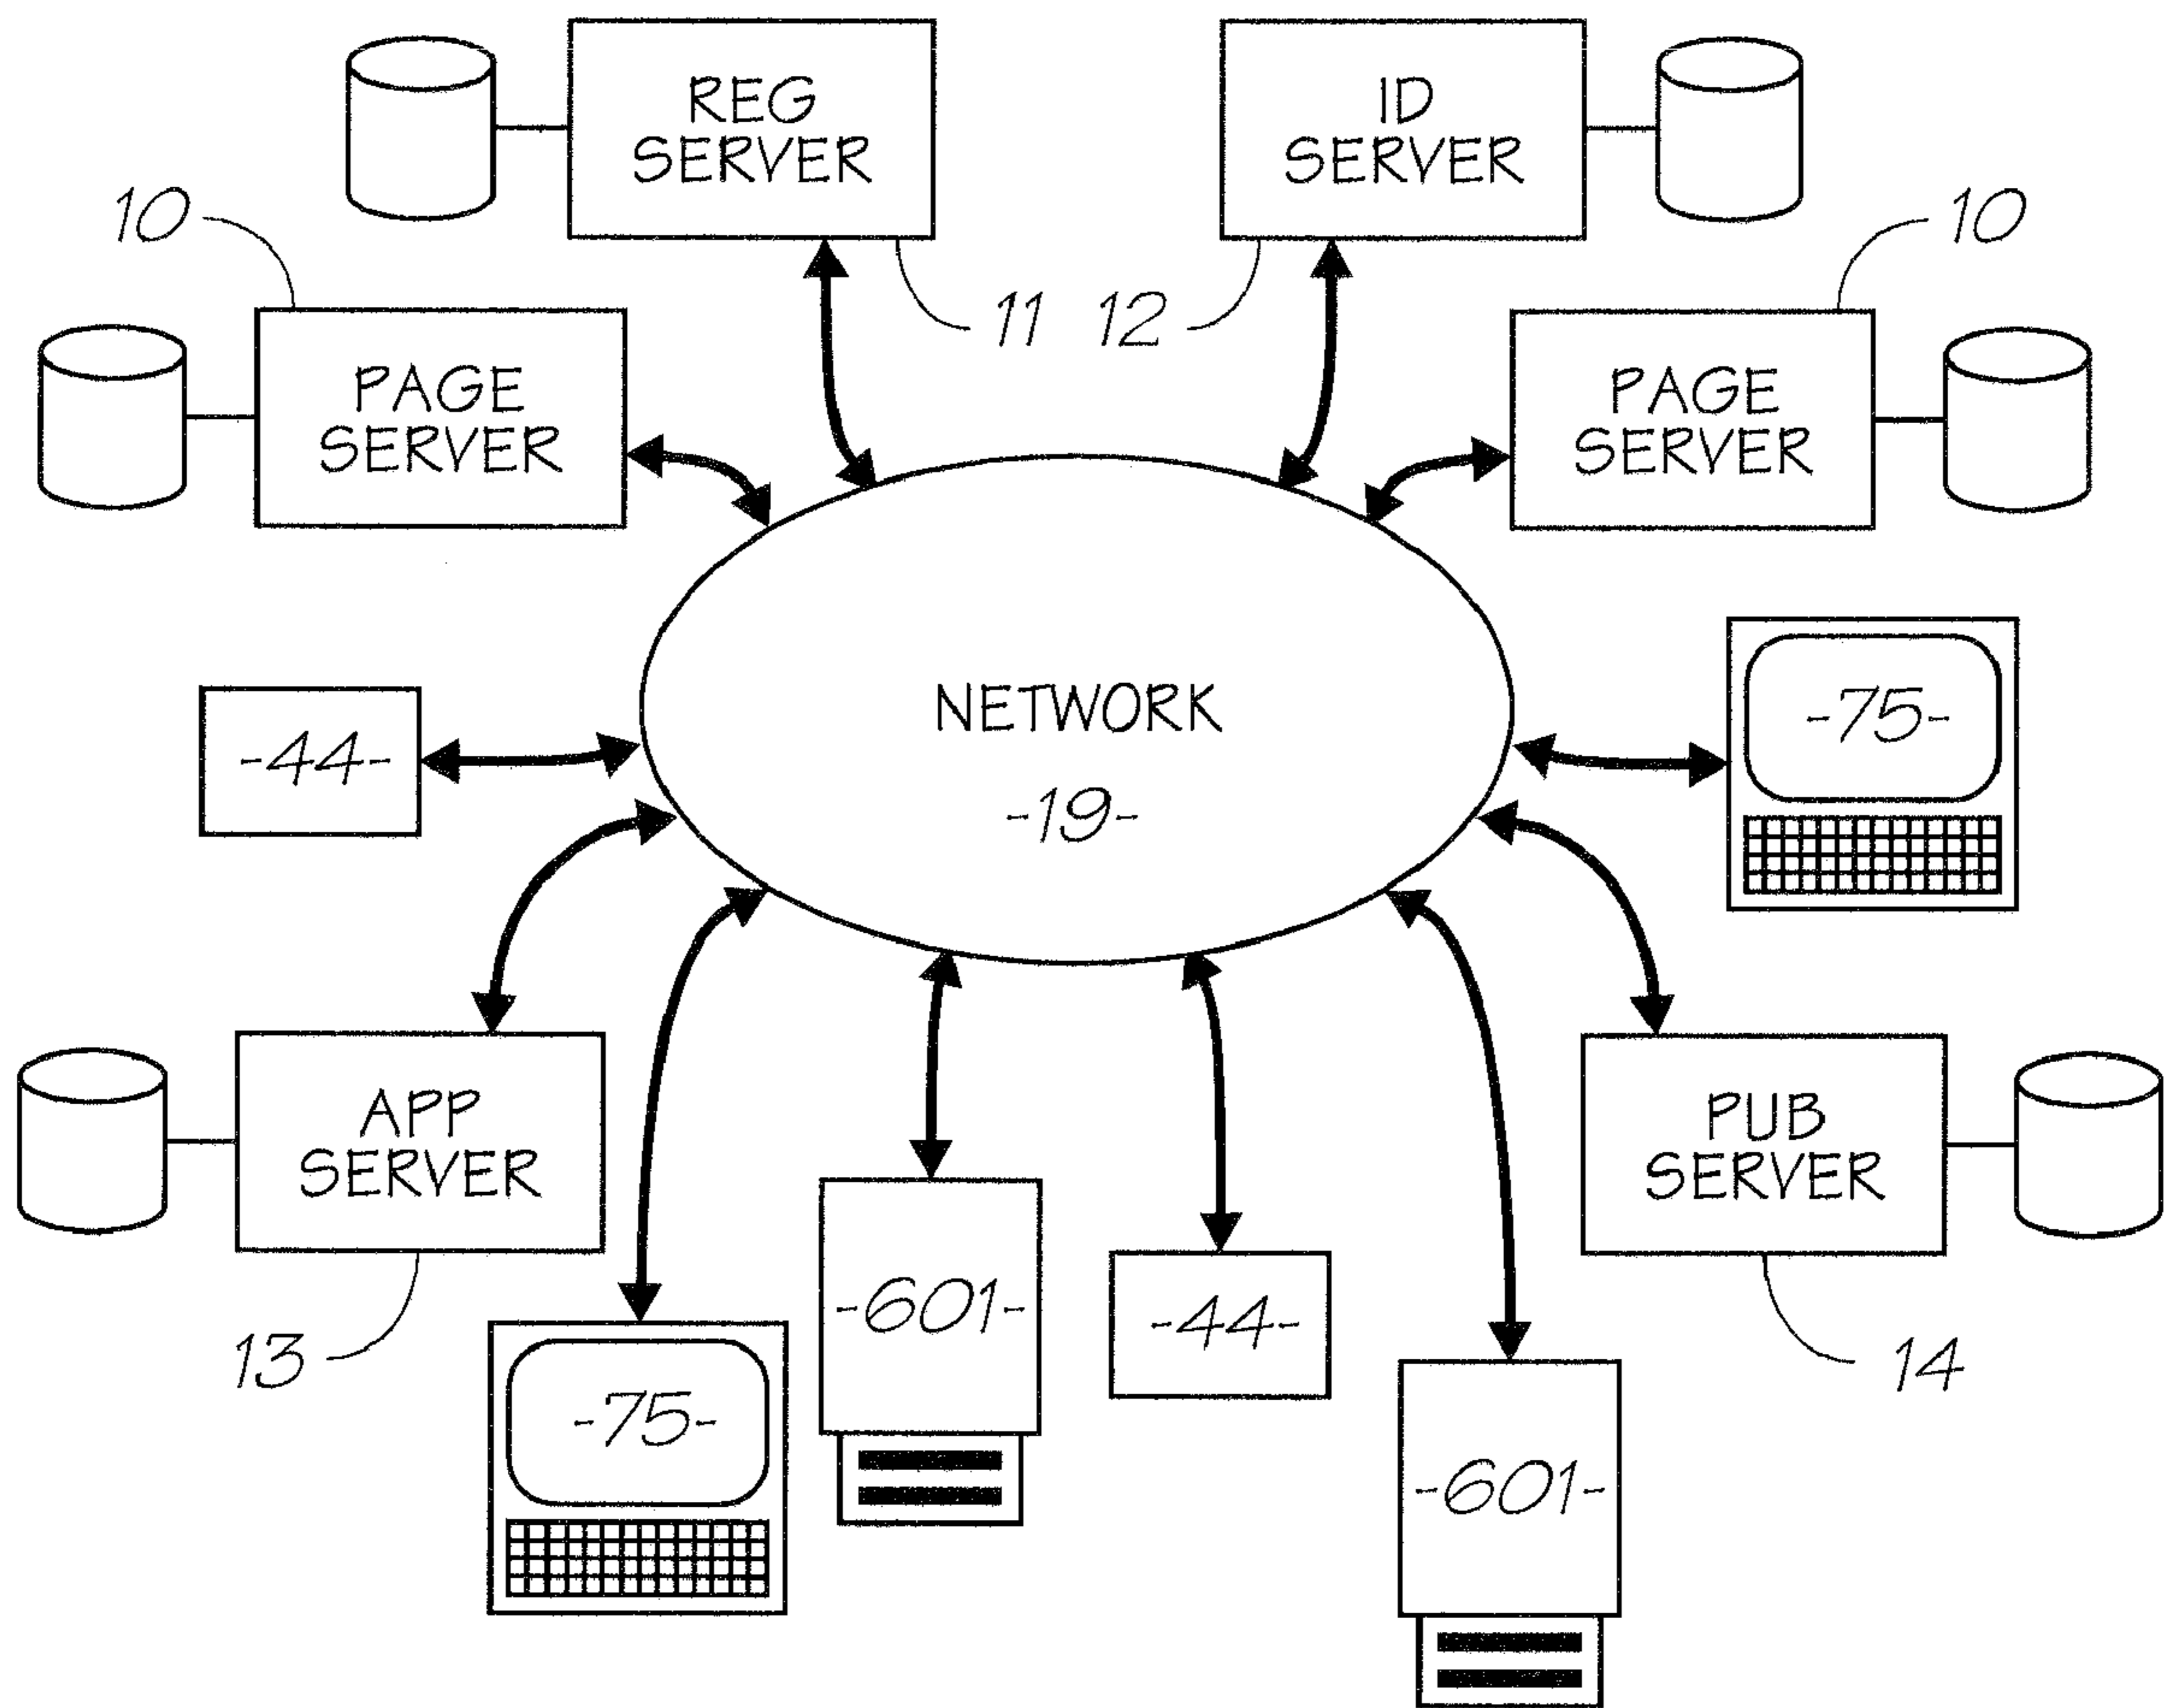 REG
SERVER
ID
SERVER
10
10
11
12
PAGE
SERVER
PAGE
SERVER
NETWORK
-19-
-75-
-44-
APP
SERVER
PUB
SERVER
-601-
-44-
13
14
-75-
-601-